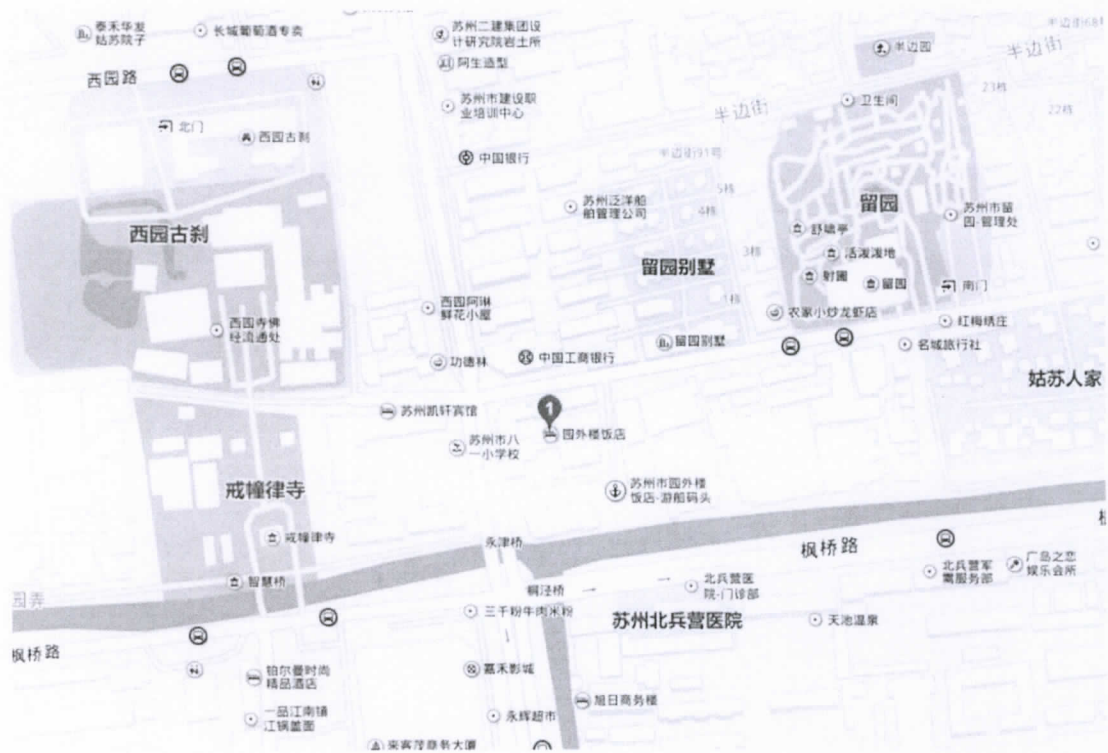 泰禾华发
姑苏院子
长城葡萄酒专卖
苏州二建集团设
计研究院岩土所
阿生造型
西园路
半边园
半边街
半边街68
23栋
22栋
卫生间
苏州市建设职
业培训中心
半边街
北门
西园古刹
中国银行
半边街91号
5栋
4栋
3栋
1栋
苏州泛洋船
舶管理公司
留园
苏州市留
园-管理处
舒啸亭
活泼泼地
射圃
留园
南门
西园古刹
留园别墅
西园阿琳
鲜花小屋
西园寺佛
经流通处
农家小炒龙虾店
红梅绣庄
名城旅行社
功德林
中国工商银行
留园别墅
姑苏人家
苏州凯轩宾馆
1
园外楼饭店
苏州市八
一小学校
苏州市园外楼
饭店-游船码头
戒幢律寺
戒幢律寺
永津桥
枫桥路
智慧桥
桐泾桥
北兵营医
院-门诊部
北兵营军
需服务部
广岛之恋
娱乐会所
园弄
三千粉牛肉米粉
苏州北兵营医院
天池温泉
枫桥路
铂尔曼时尚
精品酒店
嘉禾影城
旭日商务楼
一品江南镇
江锅盖面
永辉超市
来客茂商务大厦